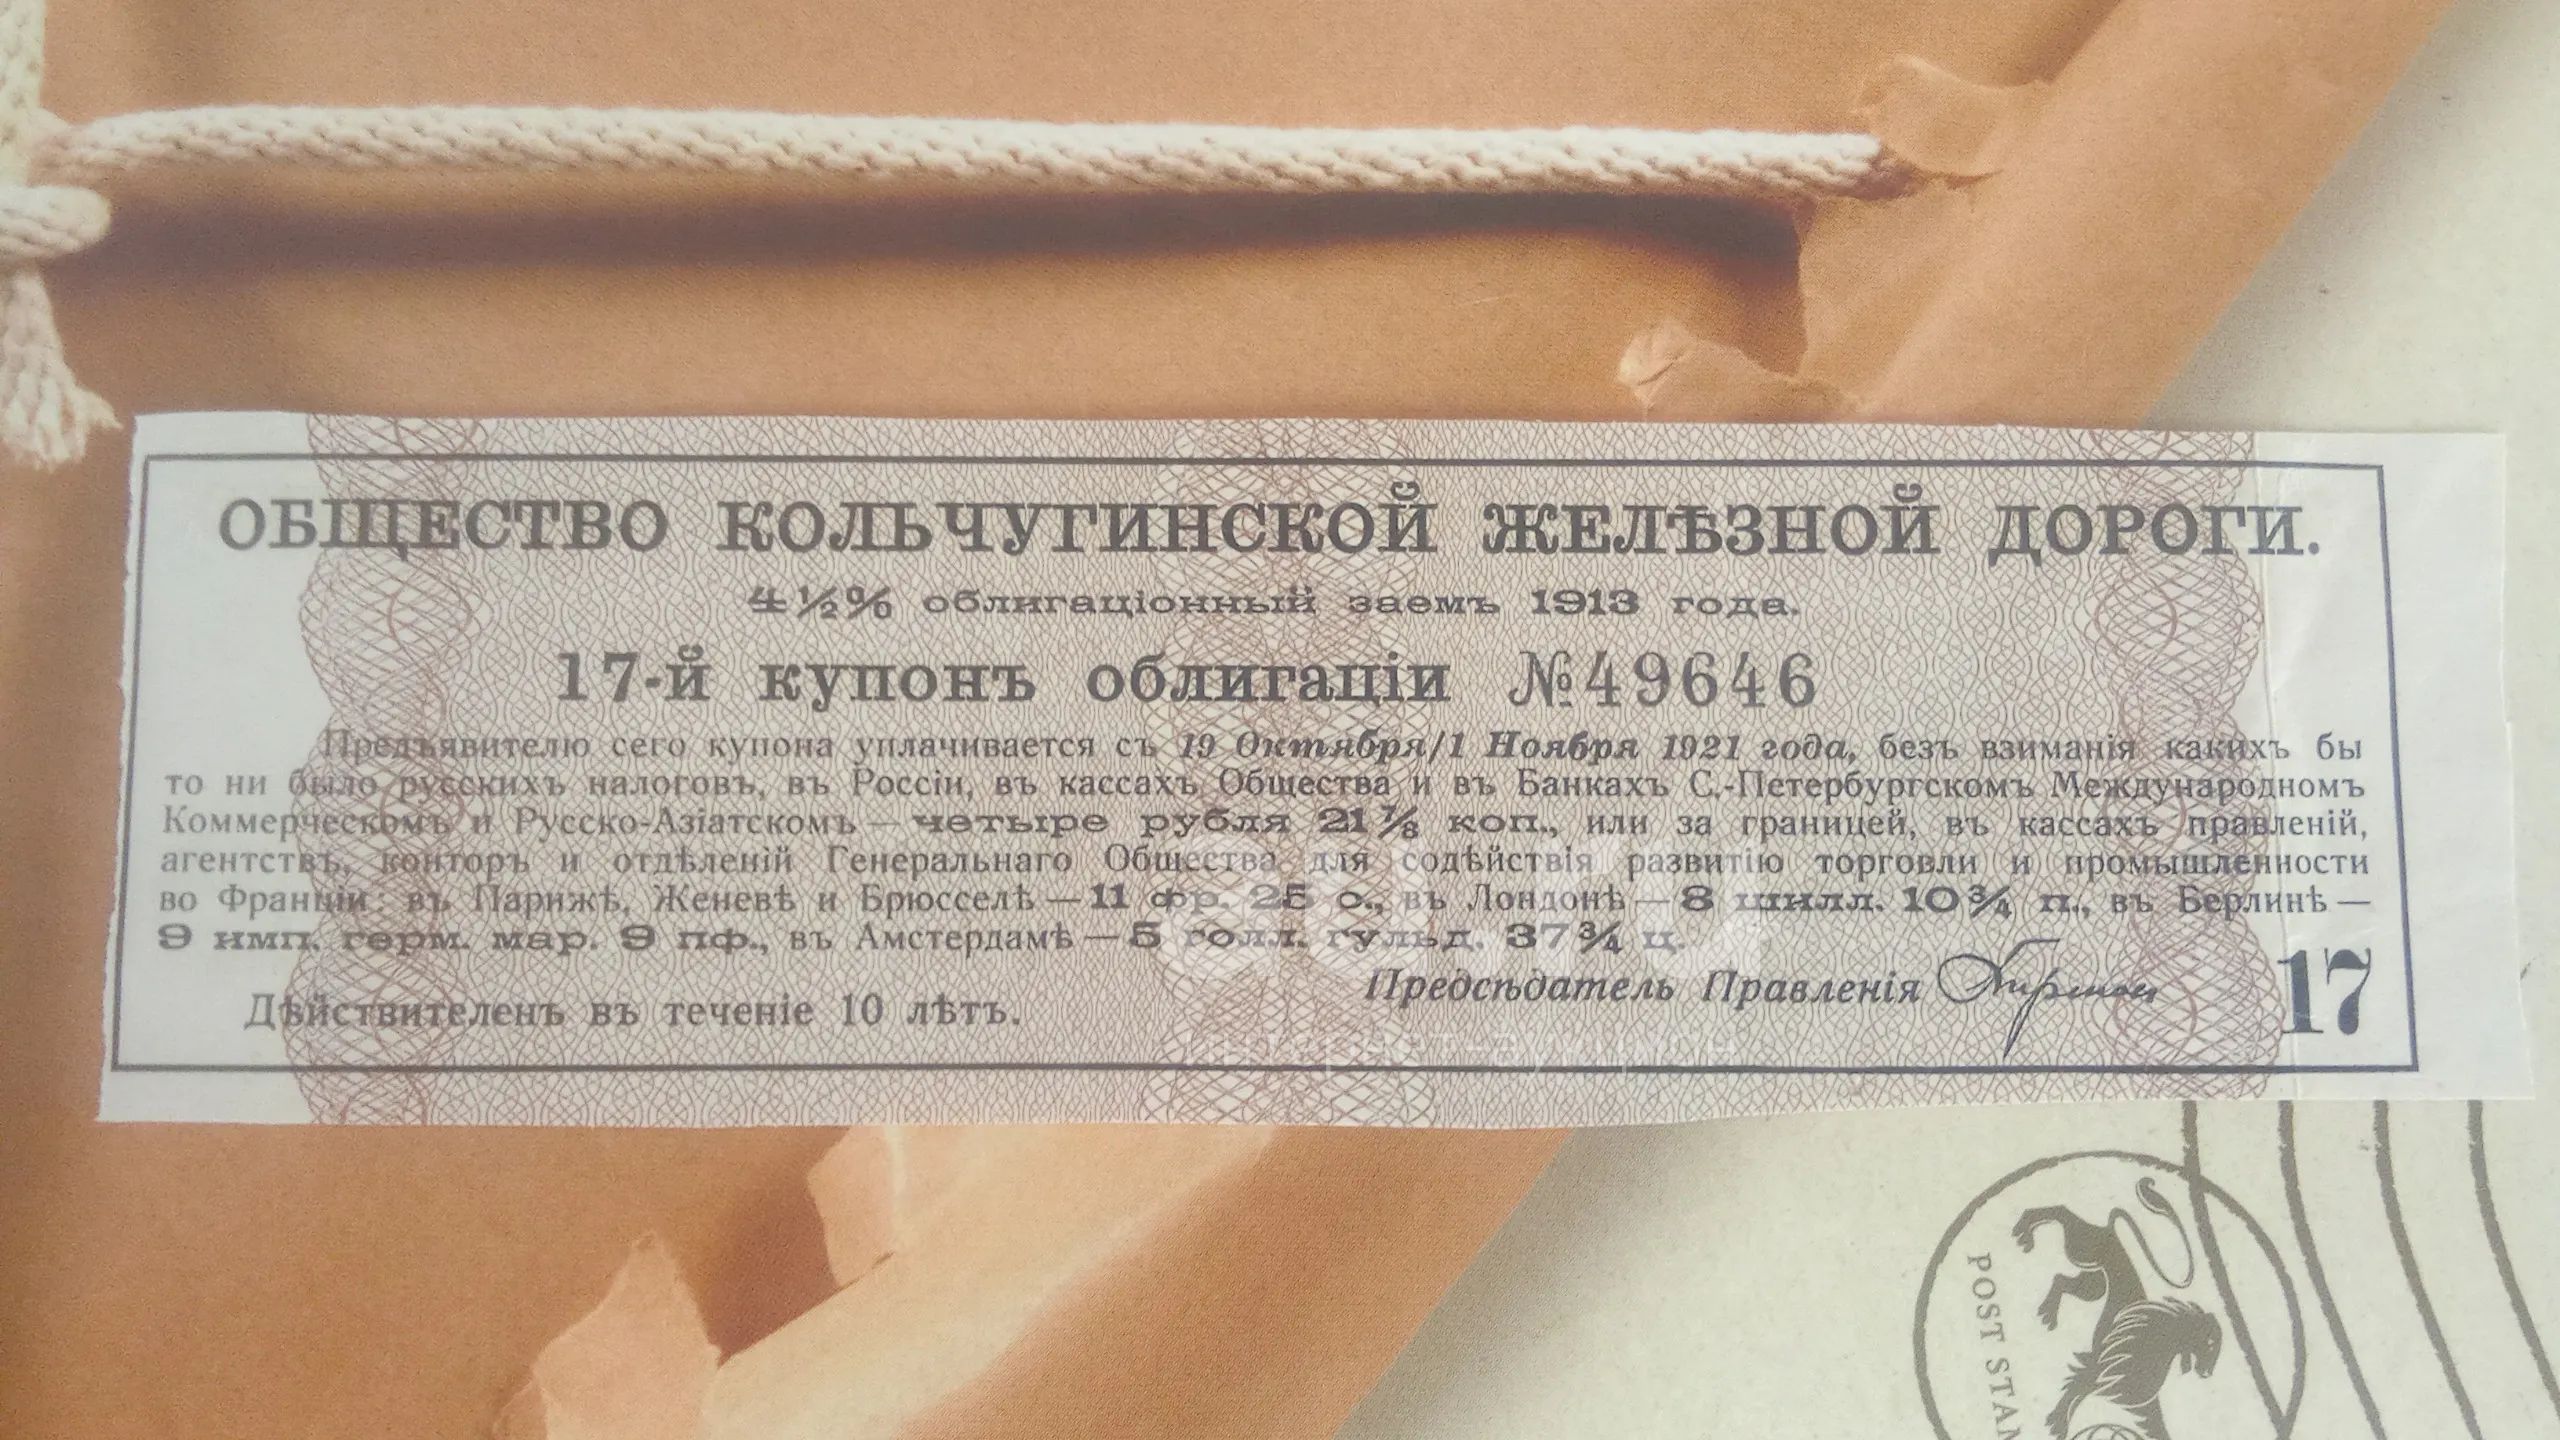 ОБЩЕСТВО КОЛЬЧУГИНСКОЙ ЖЕЛѢЗНОЙ ДОРОГИ.
4½% облигаціонный заемъ 1913 года.
17-й купонъ облигаціи №49646
Предъявителю сего купона уплачивается съ 19 Октября/1 Ноября 1921 года, безъ взиманія какихъ бы
то ни было русскихъ налоговъ, въ Россіи, въ кассахъ Общества и въ Банкахъ С.-Петербургскомъ Международномъ
Коммерческомъ и Русско-Азіатскомъ — четыре рубля 21⅞ коп., или за границей, въ кассахъ правленій,
агентствъ, конторъ и отдѣленій Генеральнаго Общества для содѣйствія развитію торговли и промышленности
во Франціи: въ Парижѣ, Женевѣ и Брюсселѣ — 11 фр. 25 с., въ Лондонѣ — 8 шилл. 10¾ п., въ Берлинѣ —
9 имп. герм. мар. 9 пф., въ Амстердамѣ — 5 голл. гульд. 37¾ ц.
Предсѣдатель Правленія
17
Дѣйствителенъ въ теченіе 10 лѣтъ.
интернет-аукцион
POST STAM